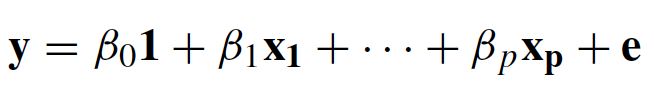 𝐲 = β₀𝟏 + β₁𝐱₁ + ⋯ + βₚ𝐱ₚ + 𝐞